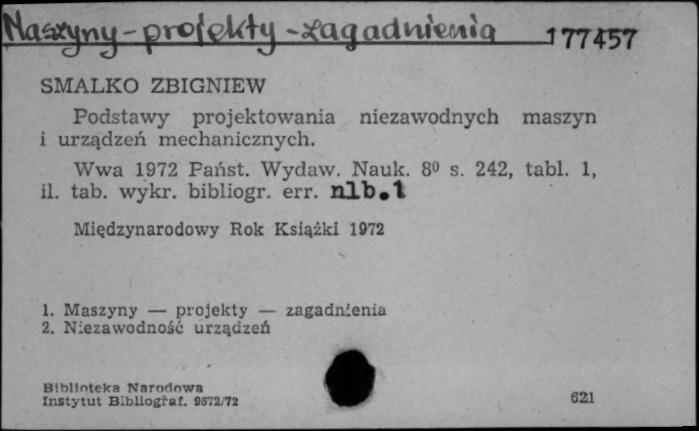 Maszyny - projekty - zagadnienia 177457
SMALKO ZBIGNIEW
Podstawy projektowania niezawodnych maszyn
i urządzeń mechanicznych.
Wwa 1972 Państ. Wydaw. Nauk. 8⁰ s. 242, tabl. 1,
il. tab. wykr. bibliogr. err. nlb. 1
Międzynarodowy Rok Książki 1972
1. Maszyny — projekty — zagadnienia
2. Niezawodność urządzeń
Biblioteka Narodowa
Instytut Bibliograf. 9672/72 621